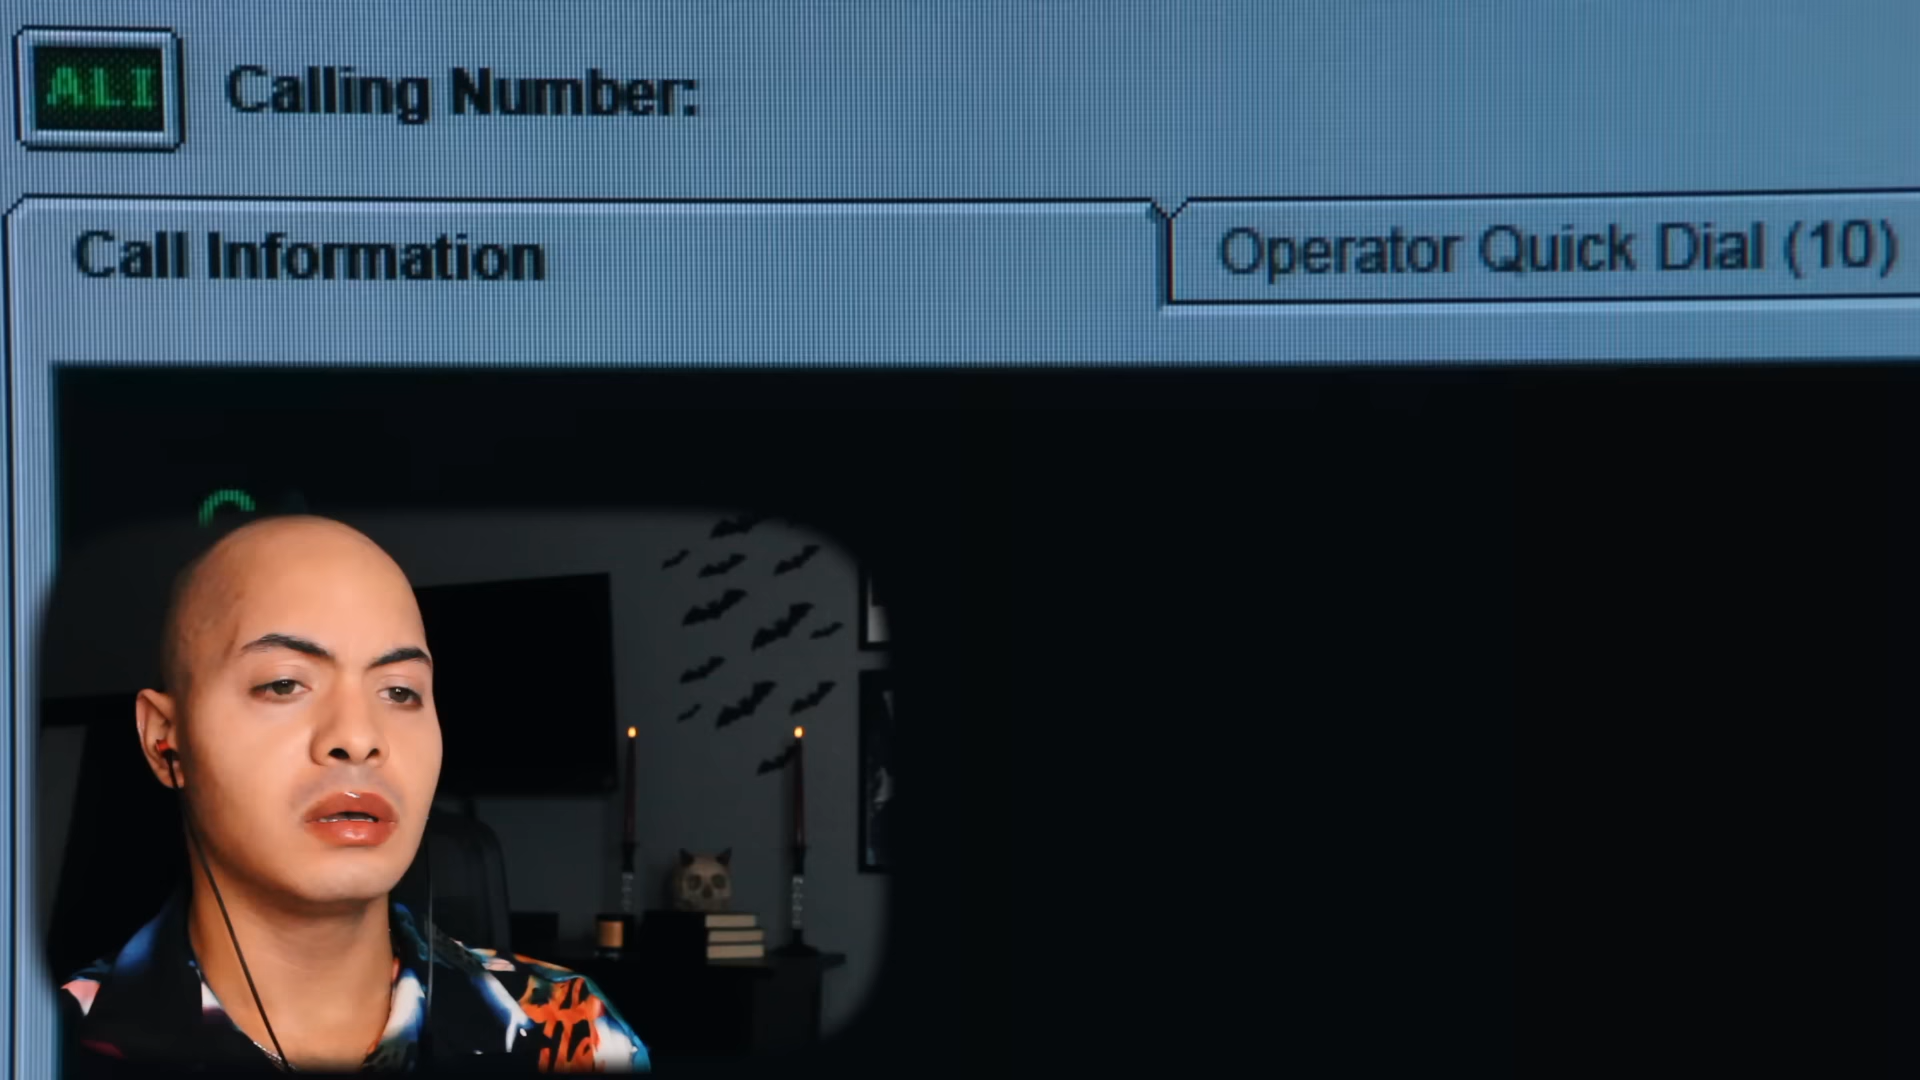 ALI
Calling Number:
Call Information
Operator Quick Dial (10)